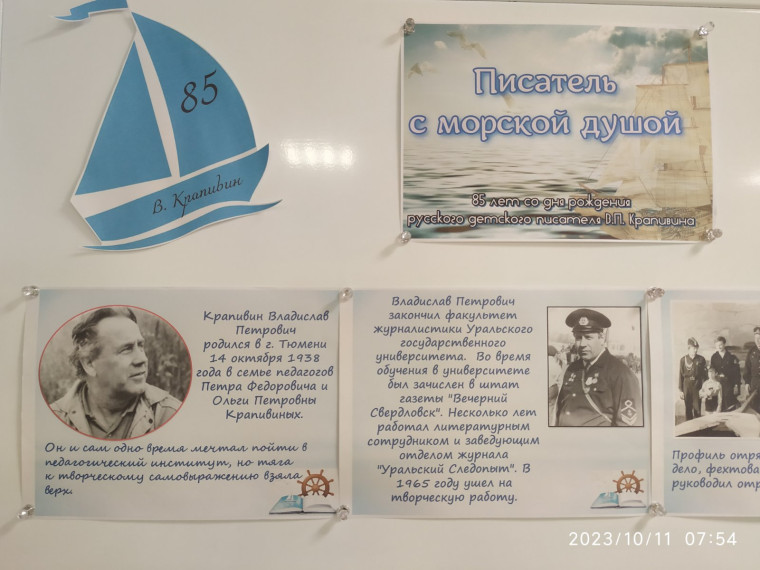 85
В. Крапивин
Писатель
с морской душой
85 лет со дня рождения
русского детского писателя В.П. Крапивина
Крапивин Владислав
Петрович
родился в г. Тюмени
14 октября 1938
года в семье педагогов
Петра Федоровича и
Ольги Петровны
Крапивиных.
Он и сам одно время мечтал пойти в
педагогический институт, но тяга
к творческому самовыражению взяла
верх.
Владислав Петрович
закончил факультет
журналистики Уральского
государственного
университета. Во время
обучения в университете
был зачислен в штат
газеты "Вечерний
Свердловск". Несколько лет
работал литературным
сотрудником и заведующим
отделом журнала
"Уральский Следопыт". В
1965 году ушел на
творческую работу.
Профиль отря
дело, фехтова
руководил отр
2023/10/11 07:54